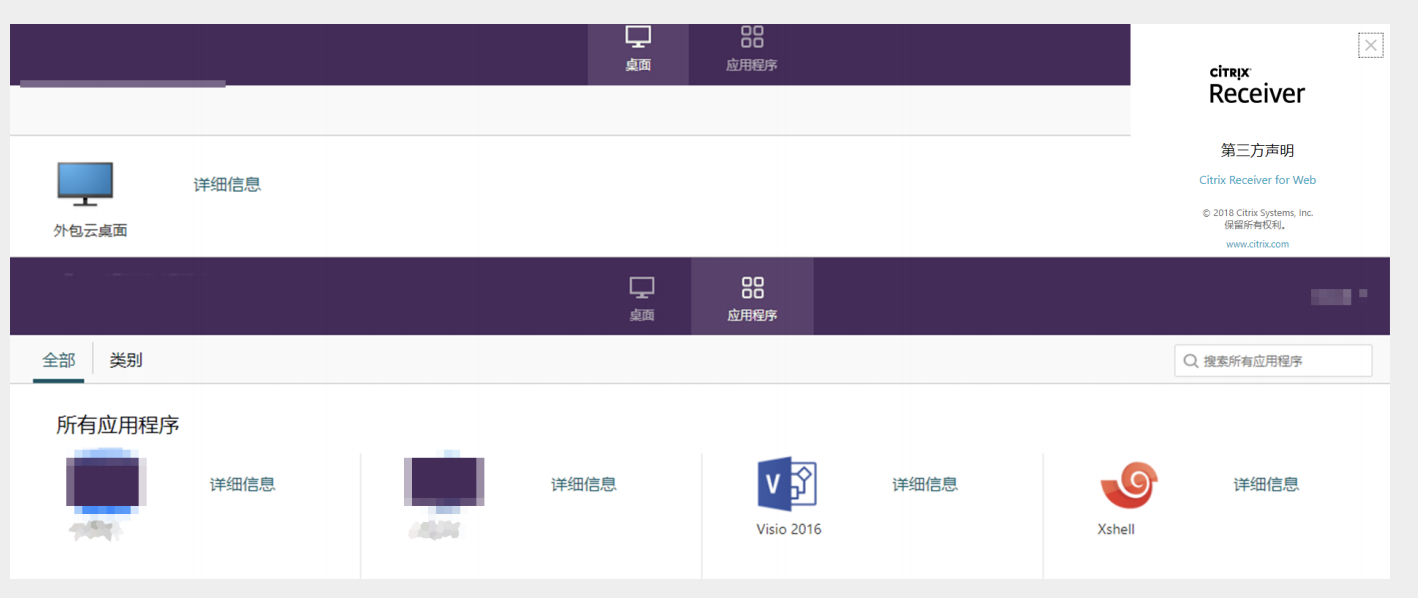 桌面
应用程序
citrix
Receiver
第三方声明
Citrix Receiver for Web
© 2018 Citrix Systems, Inc.
保留所有权利。
www.citrix.com
详细信息
外包云桌面
桌面
应用程序
全部
类别
搜索所有应用程序
所有应用程序
详细信息
详细信息
V
详细信息
详细信息
Visio 2016
Xshell